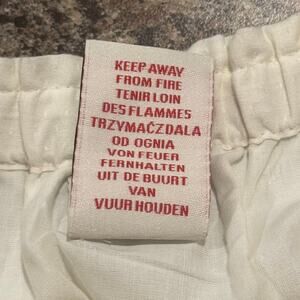 KEEP AWAY
FROM FIRE
TENIR LOIN
DES FLAMMES
TRZYMAĆZDALA
OD OGNIA
VON FEUER
FERNHALTEN
UIT DE BUURT
VAN
VUUR HOUDEN